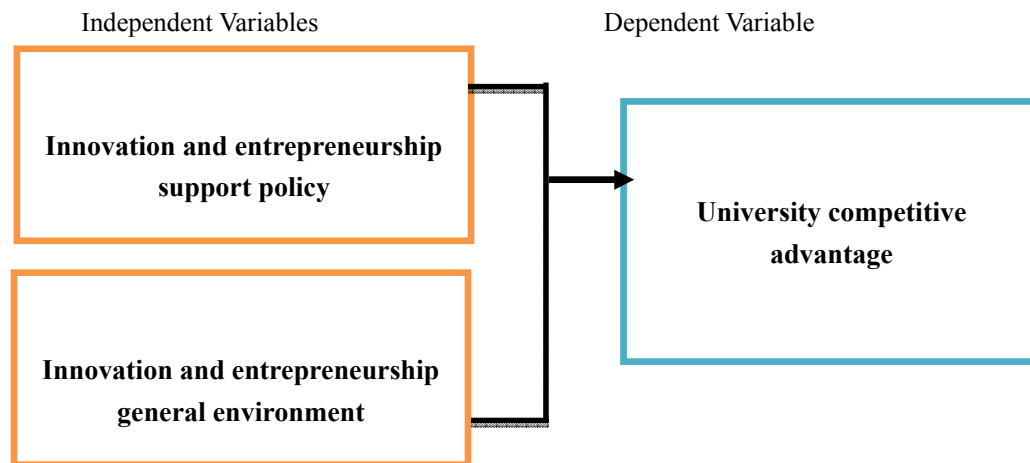 Independent Variables
Dependent Variable
Innovation and entrepreneurship
support policy
University competitive
advantage
Innovation and entrepreneurship
general environment